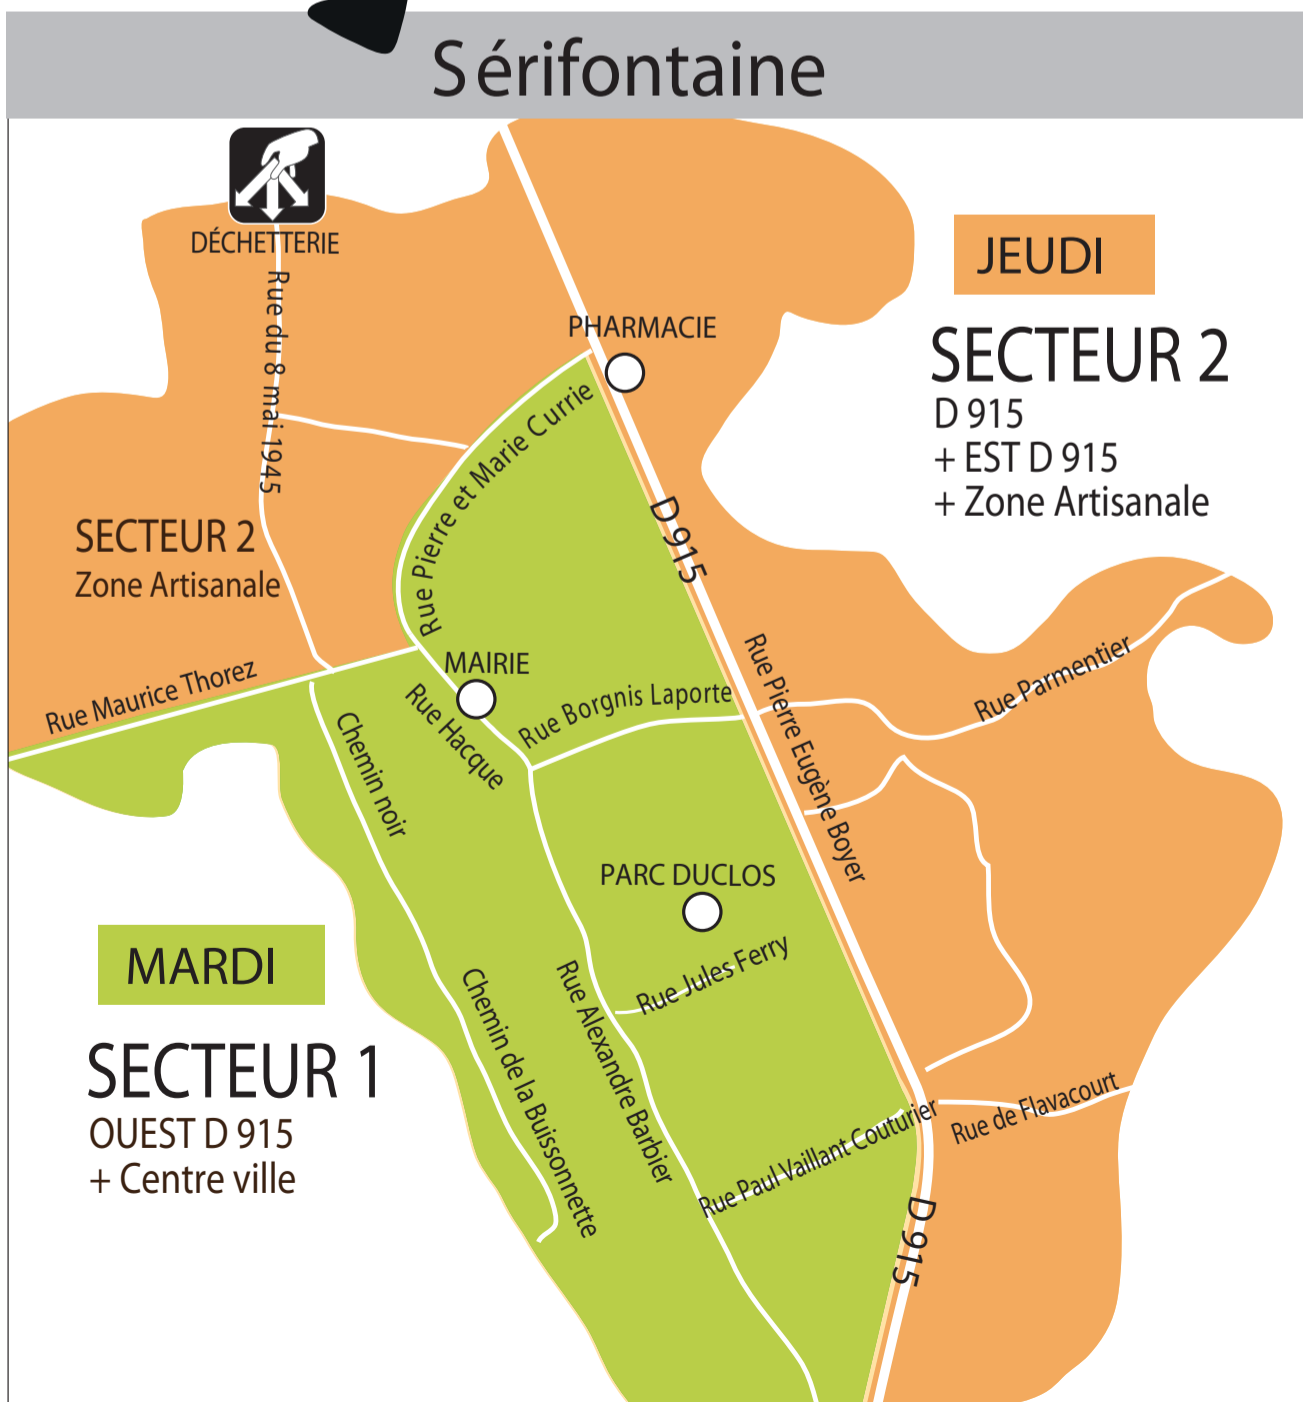 Sérifontaine
DÉCHETTERIE
Rue du 8 mai 1945
PHARMACIE
JEUDI
SECTEUR 2
D 915
+ EST D 915
+ Zone Artisanale
Rue Pierre et Marie Currie
D 915
SECTEUR 2
Zone Artisanale
Rue Maurice Thorez
MAIRIE
Rue Hacque
Rue Borgnis Laporte
Rue Pierre Eugène Boyer
Rue Parmentier
Chemin noir
PARC DUCLOS
Rue Jules Ferry
MARDI
SECTEUR 1
OUEST D 915
+ Centre ville
Chemin de la Buissonnette
Rue Alexandre Barbier
Rue Paul Vaillant Couturier
Rue de Flavacourt
D 915